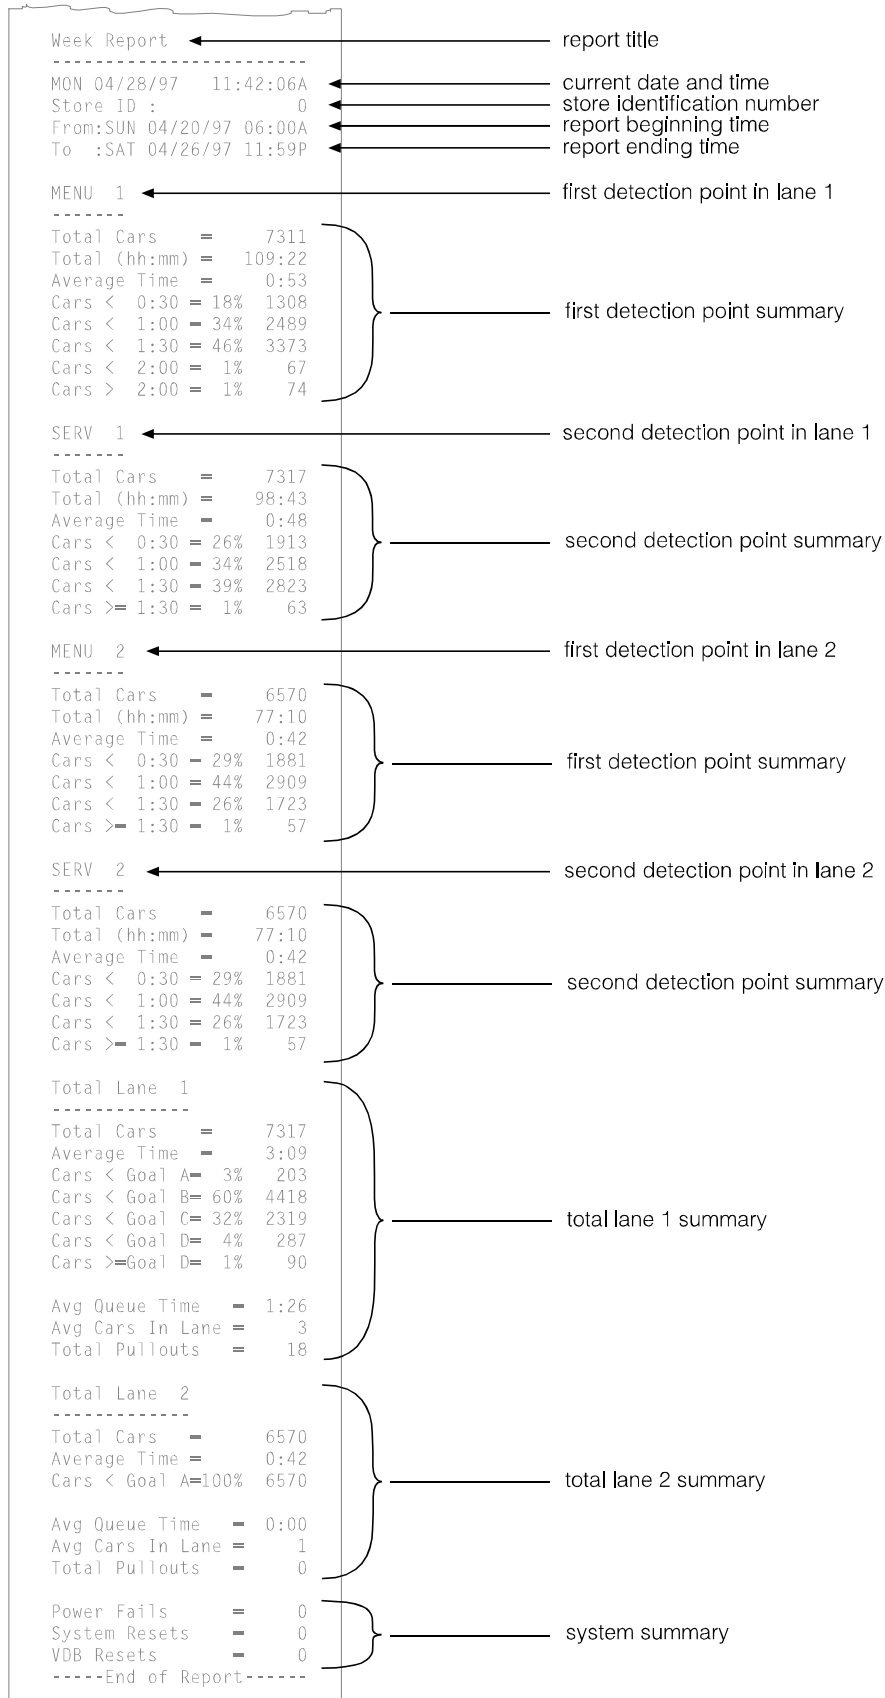 Week Report report title
------------------------
MON 04/28/97 11:42:06A current date and time
Store ID : 0 store identification number
From:SUN 04/20/97 06:00A report beginning time
To :SAT 04/26/97 11:59P report ending time
MENU 1 first detection point in lane 1
-------
Total Cars = 7311
Total (hh:mm) = 109:22
Average Time = 0:53
Cars < 0:30 = 18% 1308
first detection point summary
Cars < 1:00 = 34% 2489
Cars < 1:30 = 46% 3373
Cars < 2:00 = 1% 67
Cars > 2:00 = 1% 74
SERV 1 second detection point in lane 1
-------
Total Cars = 7317
Total (hh:mm) = 98:43
Average Time = 0:48
Cars < 0:30 = 26% 1913
second detection point summary
Cars < 1:00 = 34% 2518
Cars < 1:30 = 39% 2823
Cars >= 1:30 = 1% 63
MENU 2 first detection point in lane 2
-------
Total Cars = 6570
Total (hh:mm) = 77:10
Average Time = 0:42
Cars < 0:30 = 29% 1881
first detection point summary
Cars < 1:00 = 44% 2909
Cars < 1:30 = 26% 1723
Cars >= 1:30 = 1% 57
SERV 2 second detection point in lane 2
-------
Total Cars = 6570
Total (hh:mm) = 77:10
Average Time = 0:42
Cars < 0:30 = 29% 1881
second detection point summary
Cars < 1:00 = 44% 2909
Cars < 1:30 = 26% 1723
Cars >= 1:30 = 1% 57
Total Lane 1
-------------
Total Cars = 7317
Average Time = 3:09
Cars < Goal A= 3% 203
Cars < Goal B= 60% 4418
Cars < Goal C= 32% 2319
total lane 1 summary
Cars < Goal D= 4% 287
Cars >=Goal D= 1% 90
Avg Queue Time = 1:26
Avg Cars In Lane = 3
Total Pullouts = 18
Total Lane 2
-------------
Total Cars = 6570
Average Time = 0:42
Cars < Goal A=100% 6570
total lane 2 summary
Avg Queue Time = 0:00
Avg Cars In Lane = 1
Total Pullouts = 0
Power Fails = 0
System Resets = 0
system summary
VDB Resets = 0
-----End of Report------